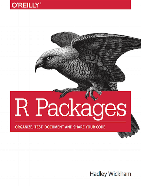 O'REILLY®
R Packages
ORGANIZE, TEST, DOCUMENT AND SHARE YOUR CODE
Hadley Wickham